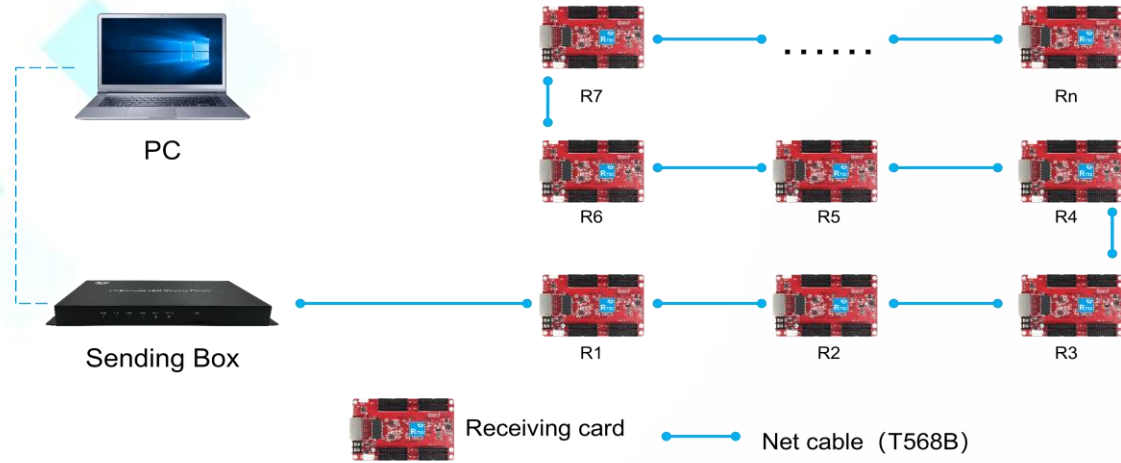 PC
R7
......
Rn
R6
R5
R4
Sending Box
R1
R2
R3
Receiving card
Net cable（T568B）